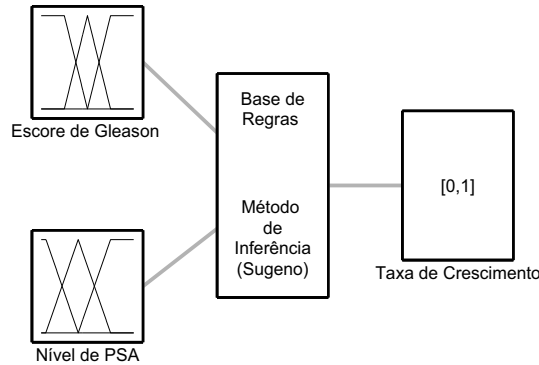 Escore de Gleason
Nível de PSA
Base de
Regras
Método
de
Inferência
(Sugeno)
[0,1]
Taxa de Crescimento